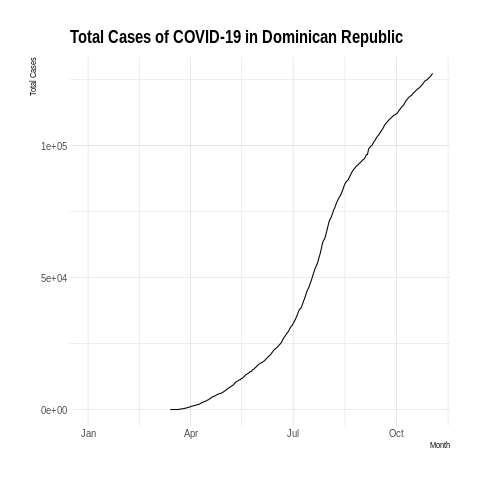 Total Cases of COVID-19 in Dominican Republic
Total Cases
1e+05
5e+04
0e+00
Jan Apr Jul Oct
Month